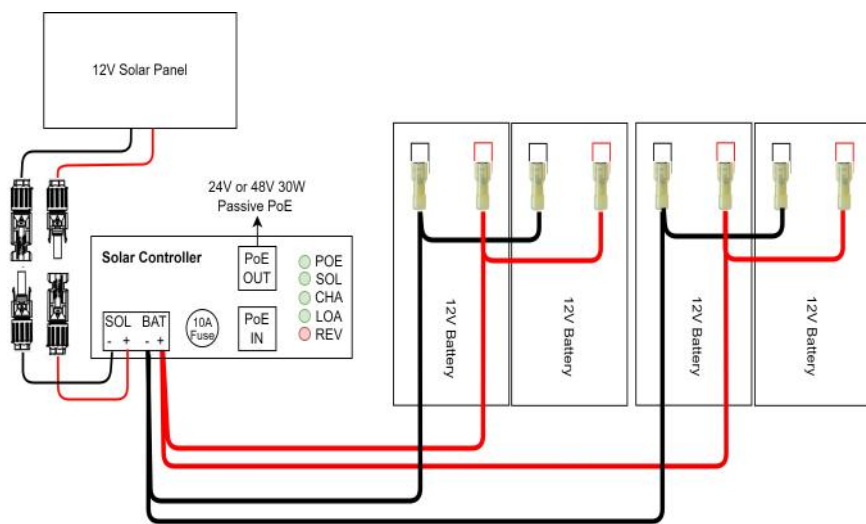 12V Solar Panel
24V or 48V 30W
Passive PoE
Solar Controller
PoE
OUT
POE
SOL
CHA
LOA
REV
SOL BAT
- + - +
10A
Fuse
PoE
IN
12V Battery
12V Battery
12V Battery
12V Battery